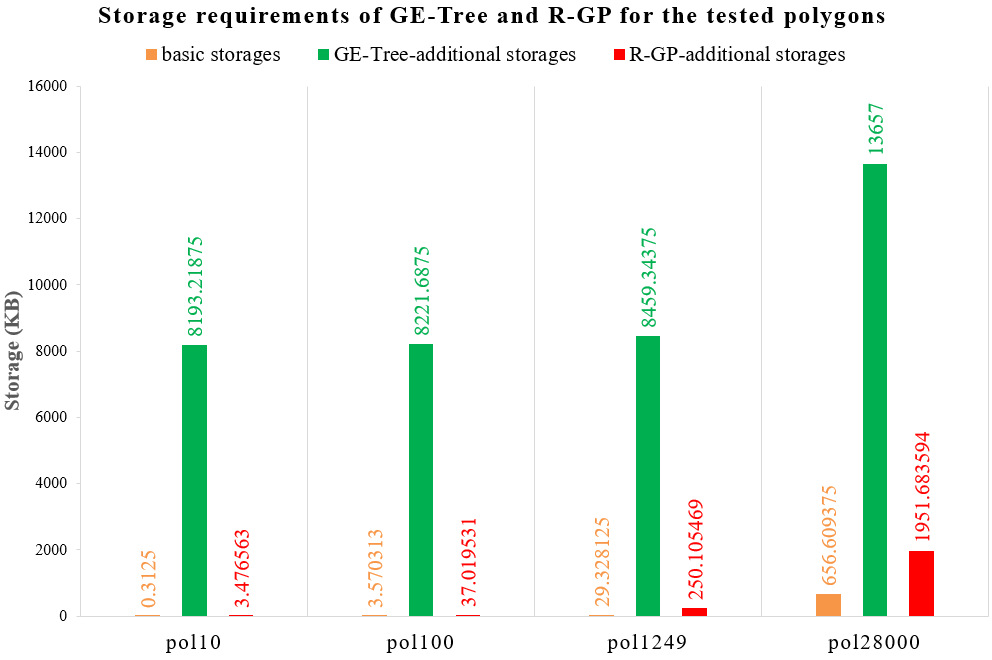 Storage requirements of GE-Tree and R-GP for the tested polygons
basic storages
GE-Tree-additional storages
R-GP-additional storages
Storage (KB)
16000
14000
12000
10000
8000
6000
4000
2000
0
0.3125
8193.21875
3.476563
3.570313
8221.6875
37.019531
29.328125
8459.34375
250.105469
656.609375
13657
1951.683594
pol10
pol100
pol1249
pol28000